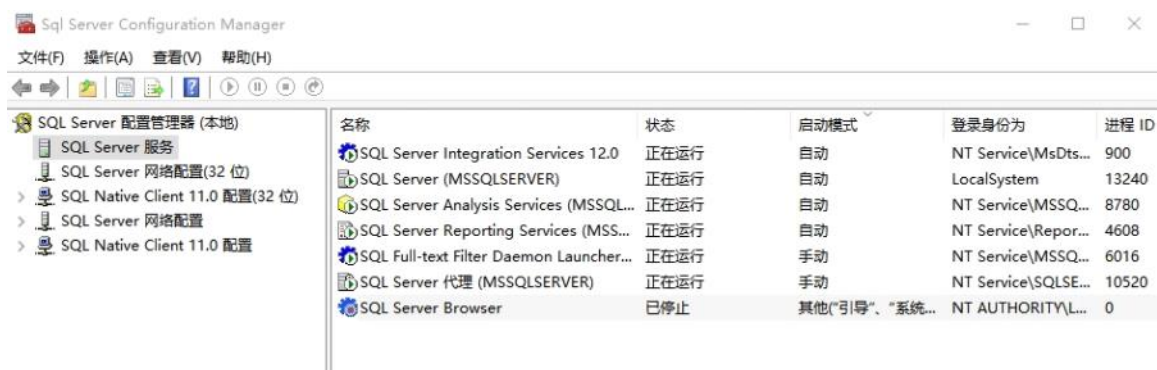 Sql Server Configuration Manager
文件(F) 操作(A) 查看(V) 帮助(H)
SQL Server 配置管理器 (本地)
SQL Server 服务
SQL Server 网络配置(32 位)
SQL Native Client 11.0 配置(32 位)
SQL Server 网络配置
SQL Native Client 11.0 配置
名称 状态 启动模式 登录身份为 进程 ID
SQL Server Integration Services 12.0 正在运行 自动 NT Service\MsDts... 900
SQL Server (MSSQLSERVER) 正在运行 自动 LocalSystem 13240
SQL Server Analysis Services (MSSQL... 正在运行 自动 NT Service\MSSQ... 8780
SQL Server Reporting Services (MSS... 正在运行 自动 NT Service\Repor... 4608
SQL Full-text Filter Daemon Launcher... 正在运行 手动 NT Service\MSSQ... 6016
SQL Server 代理 (MSSQLSERVER) 正在运行 手动 NT Service\SQLSE... 10520
SQL Server Browser 已停止 其他("引导"、"系统... NT AUTHORITY\L... 0